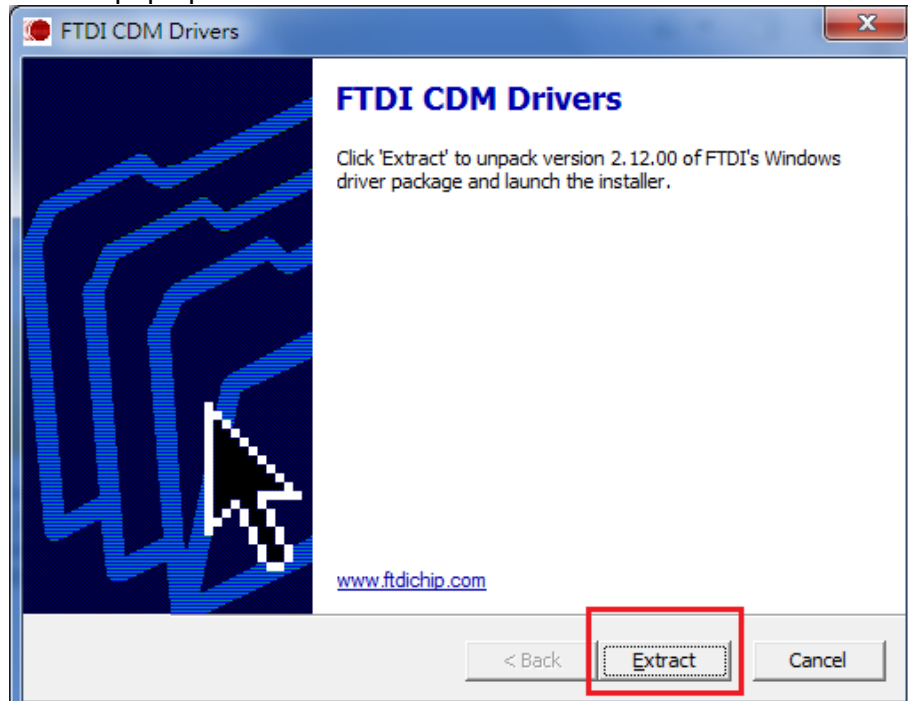 FTDI CDM Drivers
FTDI CDM Drivers
Click 'Extract' to unpack version 2.12.00 of FTDI's Windows
driver package and launch the installer.
www.ftdichip.com
< Back
Extract
Cancel